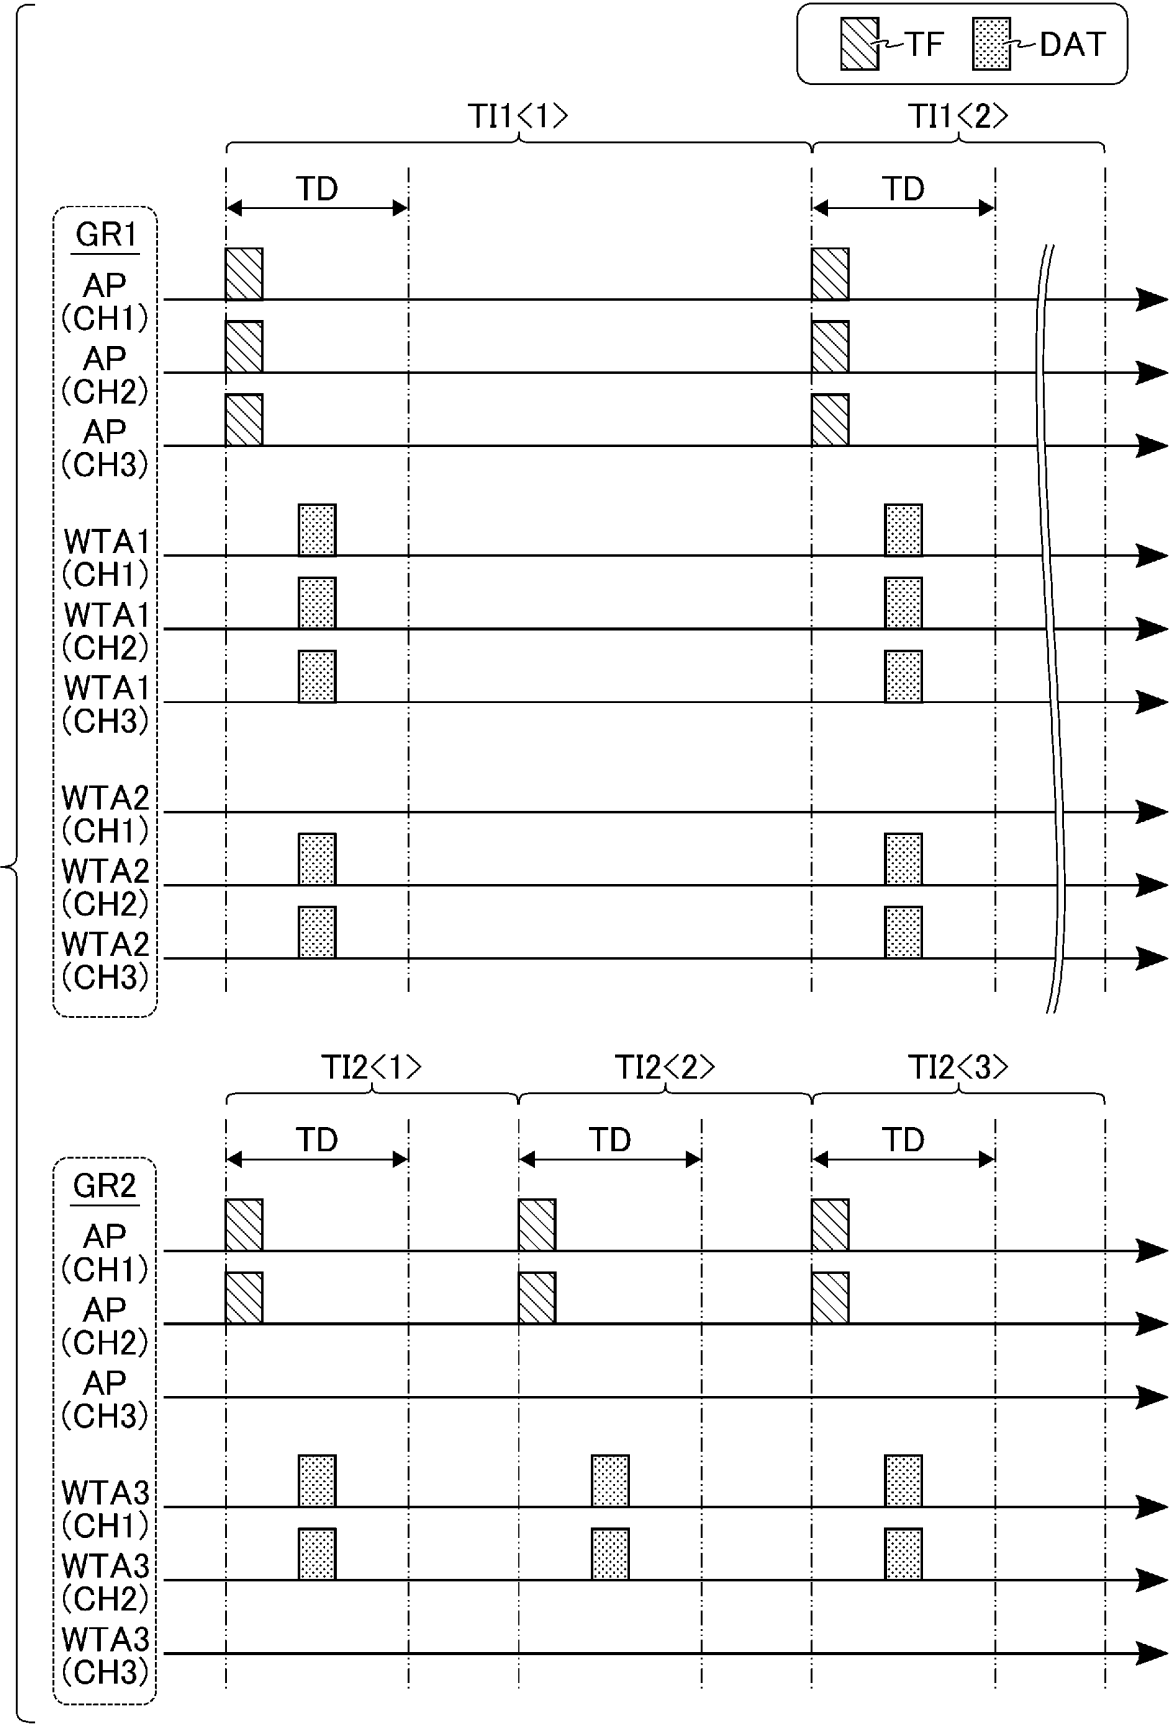 TF DAT
TI1<1> TI1<2>
TD TD
GR1
AP
(CH1)
AP
(CH2)
AP
(CH3)
WTA1
(CH1)
WTA1
(CH2)
WTA1
(CH3)
WTA2
(CH1)
WTA2
(CH2)
WTA2
(CH3)
TI2<1> TI2<2> TI2<3>
TD TD TD
GR2
AP
(CH1)
AP
(CH2)
AP
(CH3)
WTA3
(CH1)
WTA3
(CH2)
WTA3
(CH3)